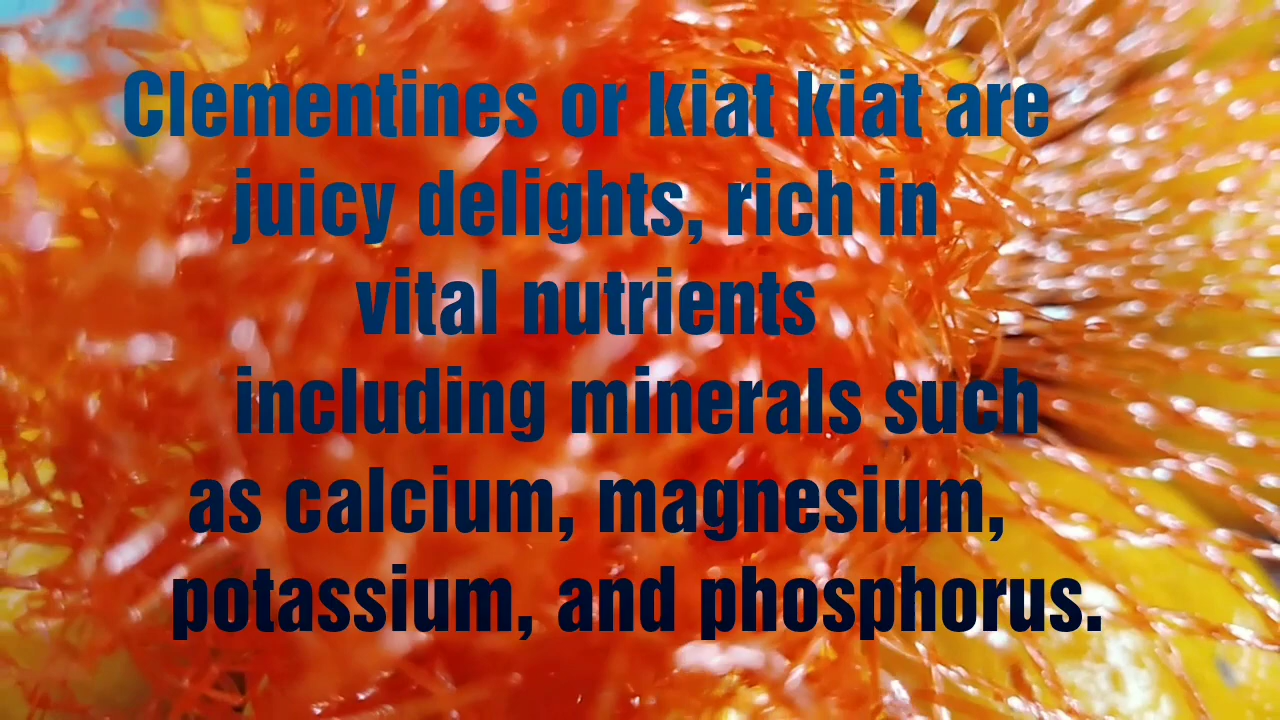 Clementines or kiat kiat are
juicy delights, rich in
vital nutrients
including minerals such
as calcium, magnesium,
potassium, and phosphorus.